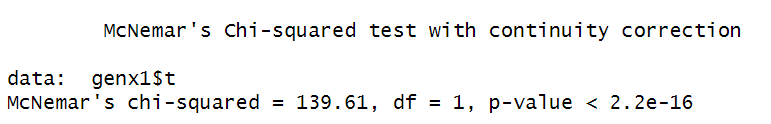 McNemar's Chi-squared test with continuity correction
data:  genx1$t
McNemar's chi-squared = 139.61, df = 1, p-value < 2.2e-16